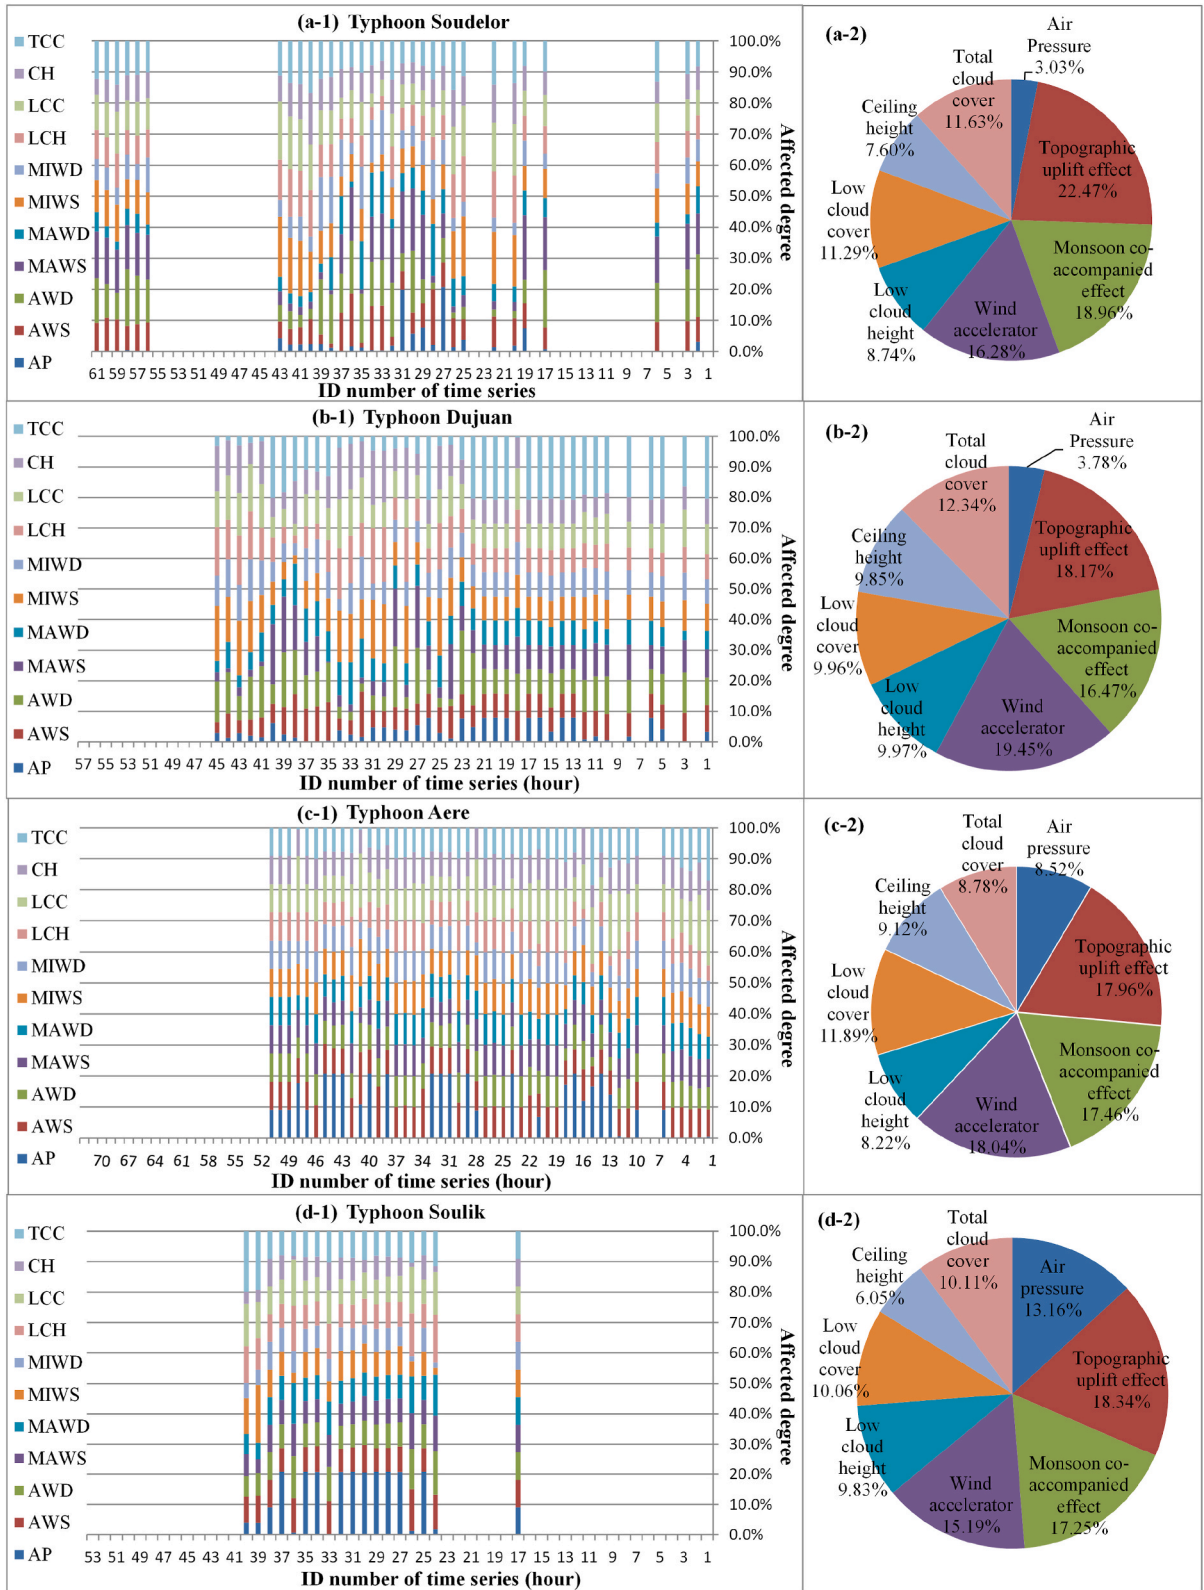 (a-1) Typhoon Soudelor
TCC
CH
LCC
LCH
MIWD
MIWS
MAWD
MAWS
AWD
AWS
AP
100.0%
90.0%
80.0%
70.0%
60.0%
50.0%
40.0%
30.0%
20.0%
10.0%
0.0%
Affected degree
61 59 57 55 53 51 49 47 45 43 41 39 37 35 33 31 29 27 25 23 21 19 17 15 13 11 9 7 5 3 1
ID number of time series
(a-2)
Air
Pressure
3.03%
Topographic
uplift effect
22.47%
Monsoon co-
accompanied
effect
18.96%
Wind
accelerator
16.28%
Low
cloud height
8.74%
Low
cloud cover
11.29%
Ceiling
height
7.60%
Total
cloud
cover
11.63%
(b-1) Typhoon Dujuan
TCC
CH
LCC
LCH
MIWD
MIWS
MAWD
MAWS
AWD
AWS
AP
100.0%
90.0%
80.0%
70.0%
60.0%
50.0%
40.0%
30.0%
20.0%
10.0%
0.0%
Affected degree
57 55 53 51 49 47 45 43 41 39 37 35 33 31 29 27 25 23 21 19 17 15 13 11 9 7 5 3 1
ID number of time series (hour)
(b-2)
Air
Pressure
3.78%
Topographic
uplift effect
18.17%
Monsoon co-
accompanied
effect
16.47%
Wind
accelerator
19.45%
Low
cloud height
9.97%
Low
cloud
cover
9.96%
Ceiling
height
9.85%
Total
cloud
cover
12.34%
(c-1) Typhoon Aere
TCC
CH
LCC
LCH
MIWD
MIWS
MAWD
MAWS
AWD
AWS
AP
100.0%
90.0%
80.0%
70.0%
60.0%
50.0%
40.0%
30.0%
20.0%
10.0%
0.0%
Affected degree
70 67 64 61 58 55 52 49 46 43 40 37 34 31 28 25 22 19 16 13 10 7 4 1
ID number of time series (hour)
(c-2)
Air
pressure
8.52%
Topographic
uplift effect
17.96%
Monsoon co-
accompanied
effect
17.46%
Wind
accelerator
18.04%
Low
cloud height
8.22%
Low
cloud
cover
11.89%
Ceiling
height
9.12%
Total
cloud
cover
8.78%
(d-1) Typhoon Soulik
TCC
CH
LCC
LCH
MIWD
MIWS
MAWD
MAWS
AWD
AWS
AP
100.0%
90.0%
80.0%
70.0%
60.0%
50.0%
40.0%
30.0%
20.0%
10.0%
0.0%
Affected degree
53 51 49 47 45 43 41 39 37 35 33 31 29 27 25 23 21 19 17 15 13 11 9 7 5 3 1
ID number of time series (hour)
(d-2)
Air
pressure
13.16%
Topographic
uplift effect
18.34%
Monsoon co-
accompanied
effect
17.25%
Wind
accelerator
15.19%
Low
cloud
height
9.83%
Low
cloud
cover
10.06%
Ceiling
height
6.05%
Total
cloud
cover
10.11%